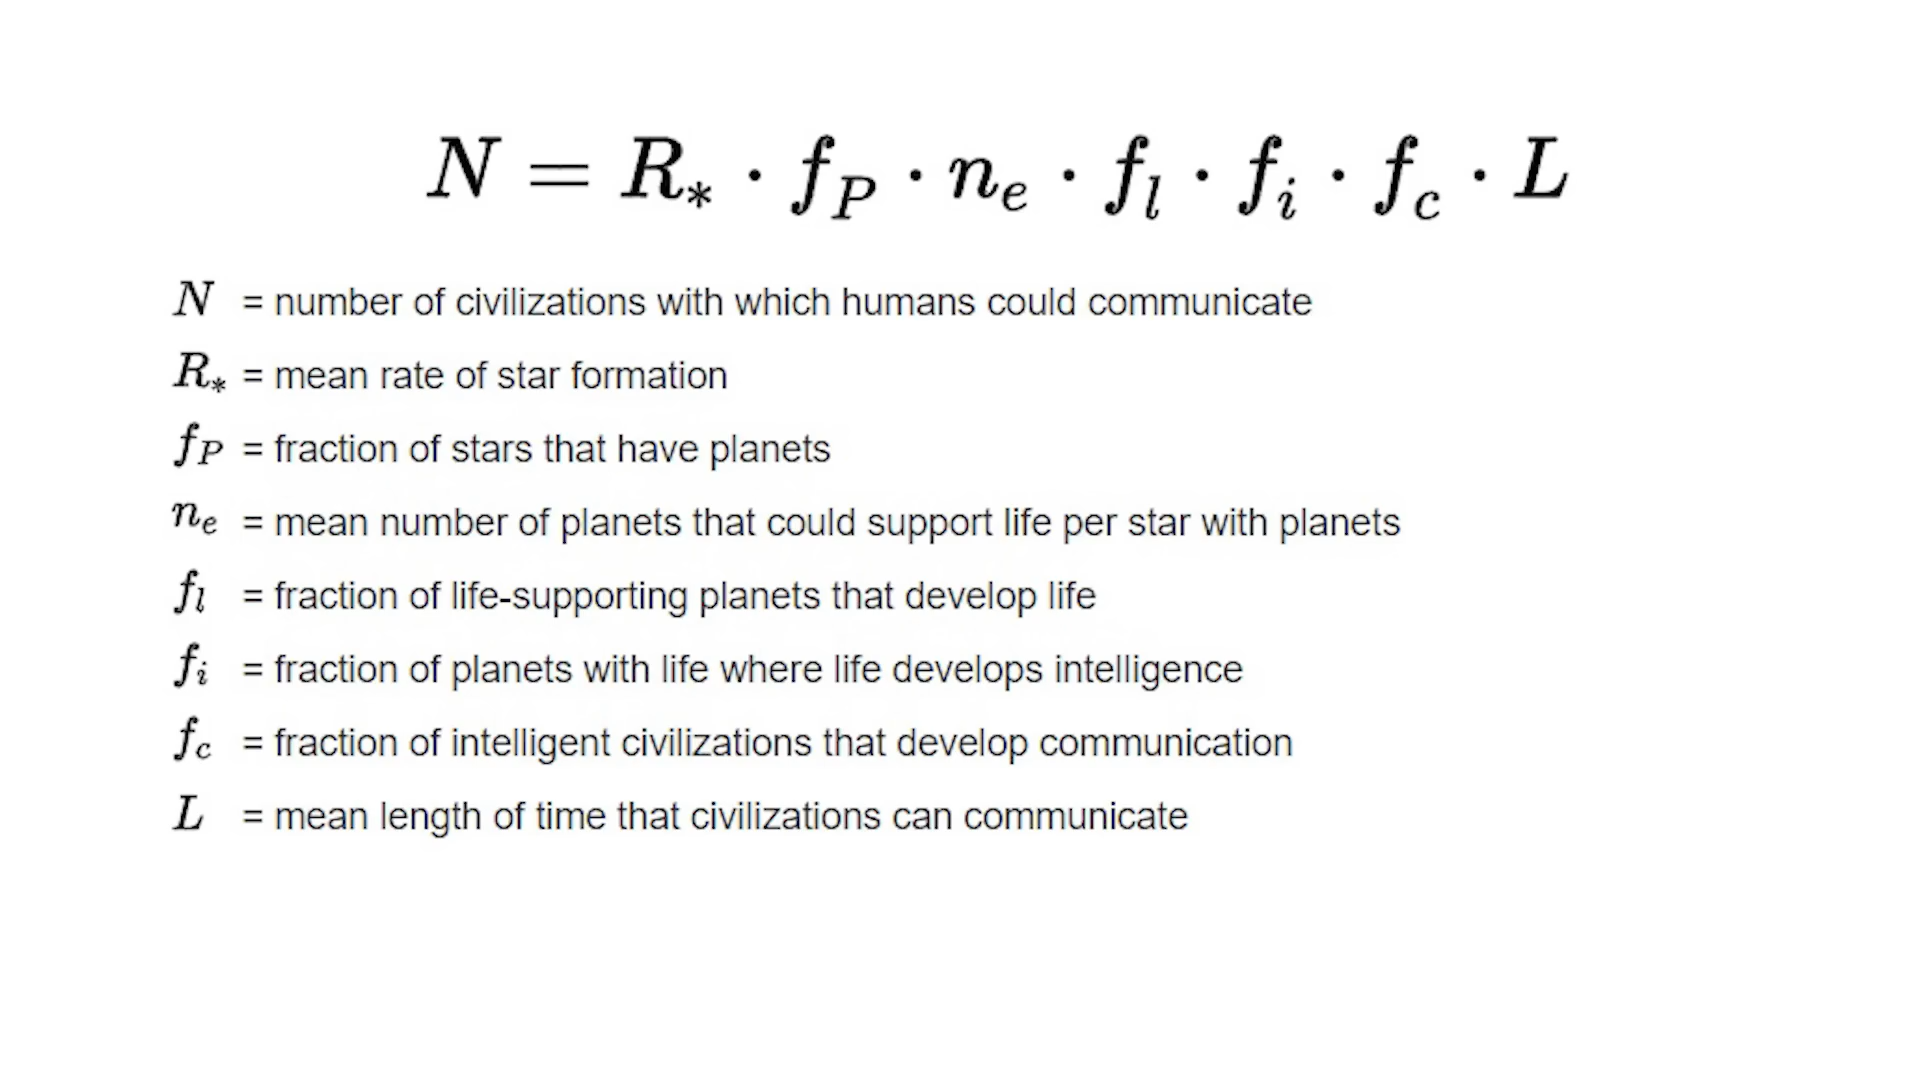 N = R* · fP · ne · fl · fi · fc · L
N = number of civilizations with which humans could communicate
R* = mean rate of star formation
fP = fraction of stars that have planets
ne = mean number of planets that could support life per star with planets
fl = fraction of life-supporting planets that develop life
fi = fraction of planets with life where life develops intelligence
fc = fraction of intelligent civilizations that develop communication
L = mean length of time that civilizations can communicate